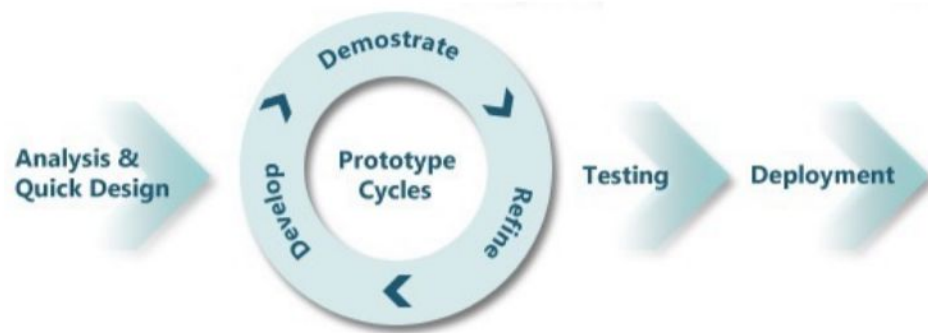 Analysis &
Quick Design
Demostrate
Refine
Develop
Prototype
Cycles
Testing
Deployment